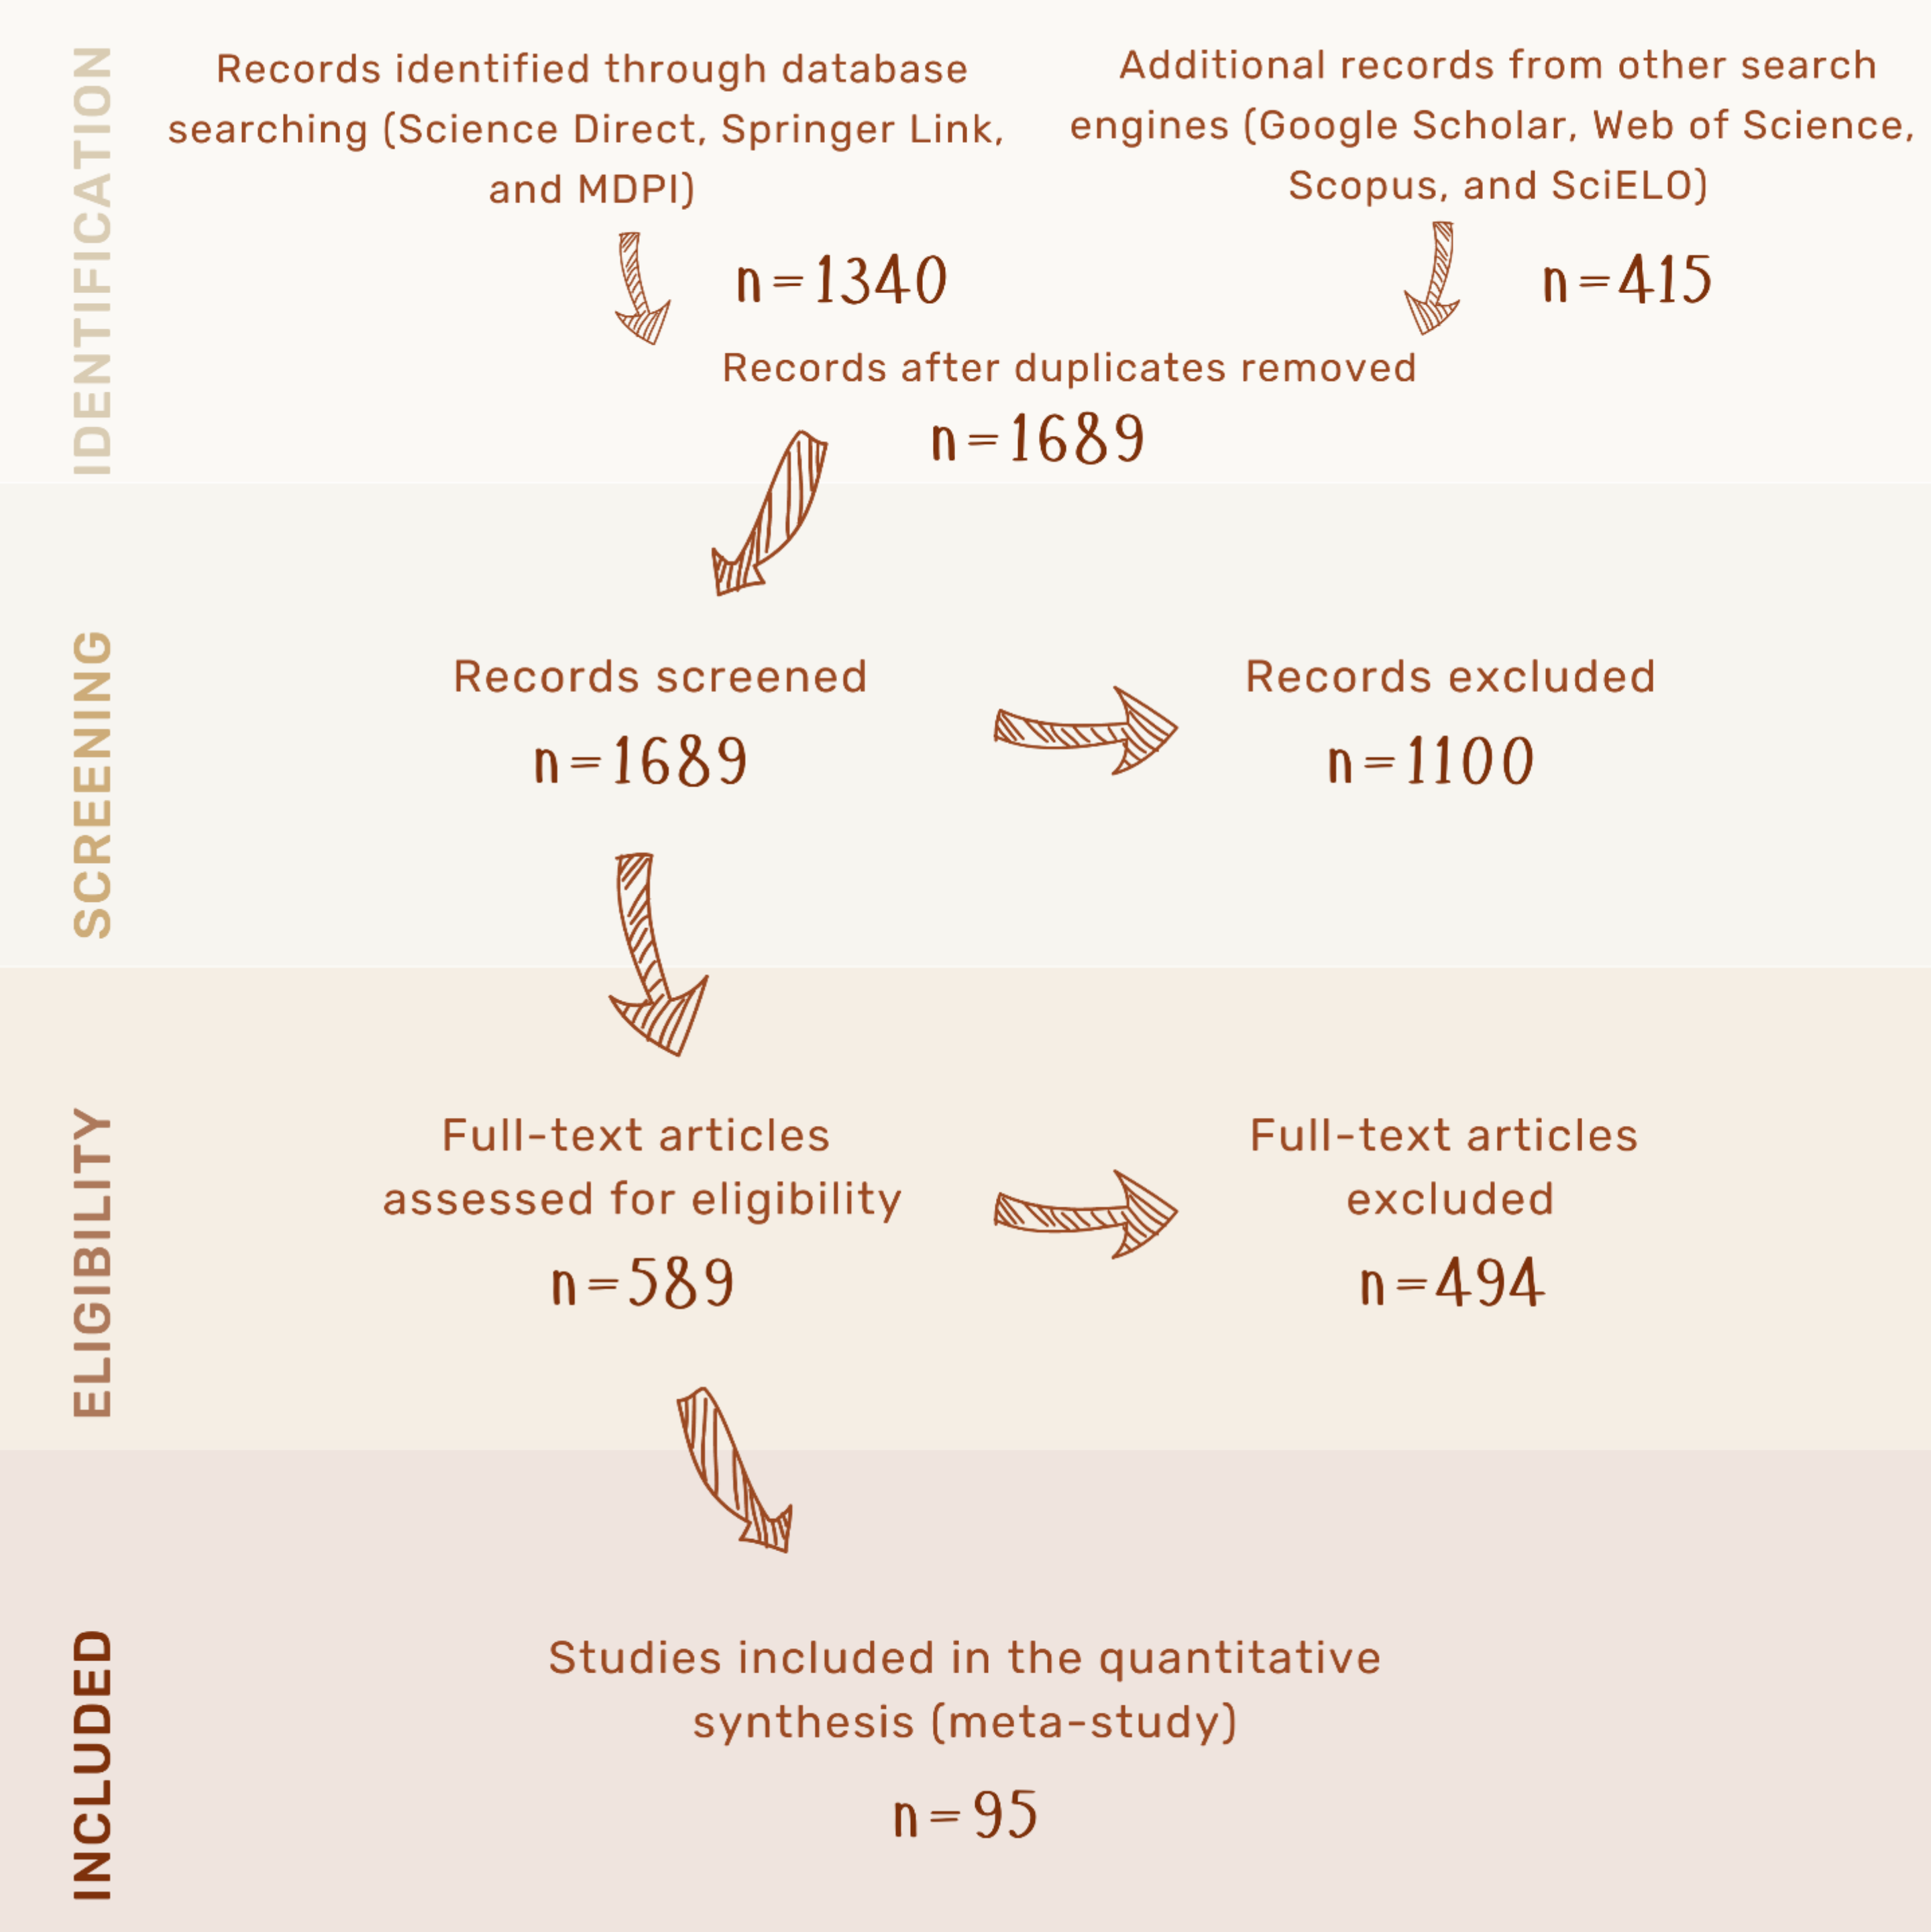 IDENTIFICATION
Records identified through database
searching (Science Direct, Springer Link,
and MDPI)
n=1340
Additional records from other search
engines (Google Scholar, Web of Science,
Scopus, and SciELO)
n=415
Records after duplicates removed
n=1689
SCREENING
Records screened
n=1689
Records excluded
n=1100
ELIGIBILITY
Full-text articles
assessed for eligibility
n=589
Full-text articles
excluded
n=494
INCLUDED
Studies included in the quantitative
synthesis (meta-study)
n=95